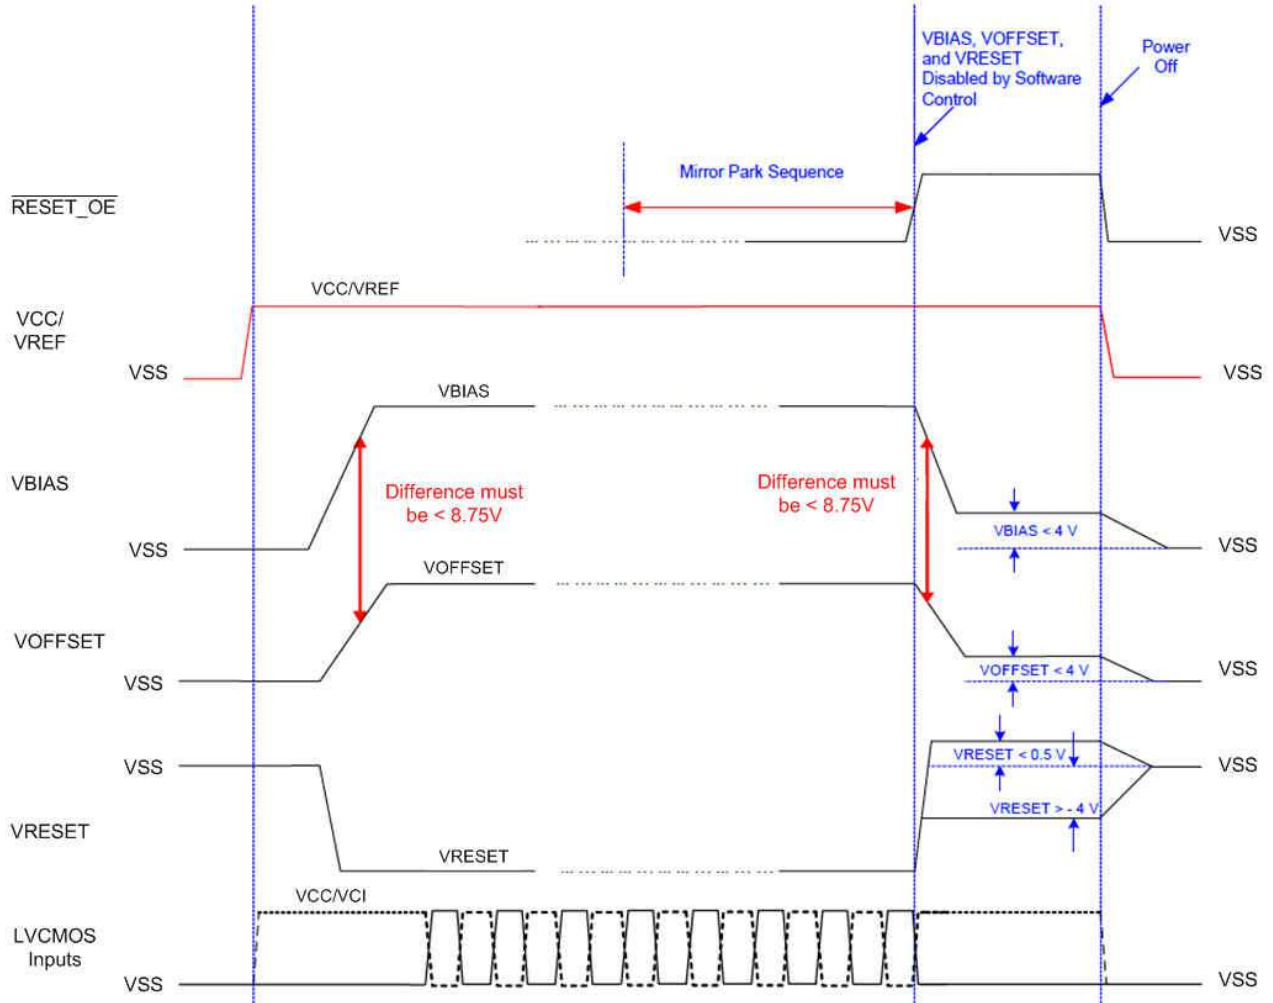 VBIAS, VOFFSET,
and VRESET
Disabled by Software
Control
Power
Off
Mirror Park Sequence
RESET_OE
VSS
VCC/VREF
VCC/
VREF
VSS
VSS
VBIAS
VBIAS
Difference must
be < 8.75V
Difference must
be < 8.75V
VBIAS < 4 V
VSS
VSS
VOFFSET
VOFFSET
VOFFSET < 4 V
VSS
VSS
VSS
VRESET < 0.5 V
VSS
VRESET > - 4 V
VRESET
VRESET
VCC/VCI
LVCMOS
Inputs
VSS
VSS